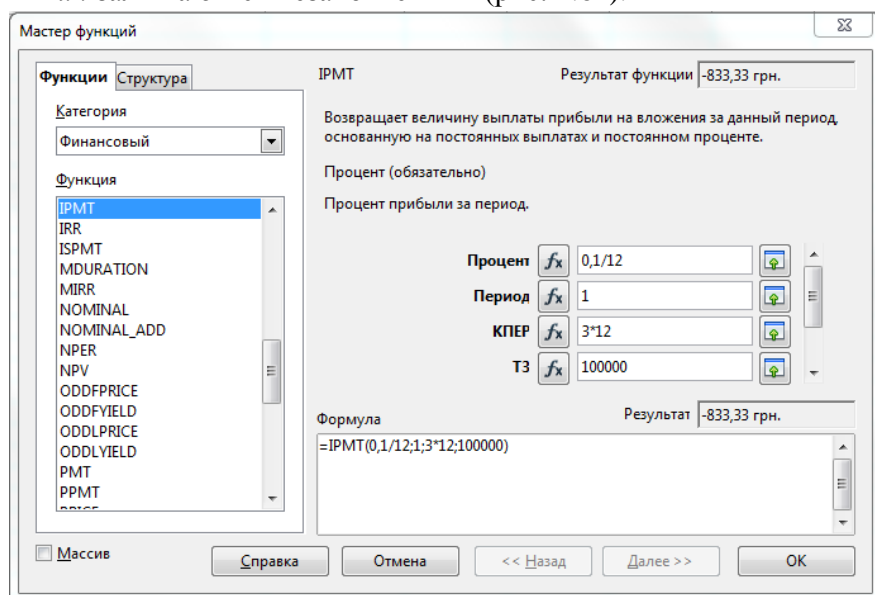 Мастер функций
Функции Структура
IPMT Результат функции -833,33 грн.
Категория
Финансовый
Возвращает величину выплаты прибыли на вложения за данный период, основанную на постоянных выплатах и постоянном проценте.
Функция
Процент (обязательно)
Процент прибыли за период.
IPMT
IRR
ISPMT
MDURATION
MIRR
NOMINAL
NOMINAL_ADD
NPER
NPV
ODDFPRICE
ODDFYIELD
ODDLPRICE
ODDLYIELD
PMT
PPMT
Процент fx 0,1/12
Период fx 1
КПЕР fx 3*12
ТЗ fx 100000
Формула Результат -833,33 грн.
=IPMT(0,1/12;1;3*12;100000)
Массив Справка Отмена << Назад Далее >> OK